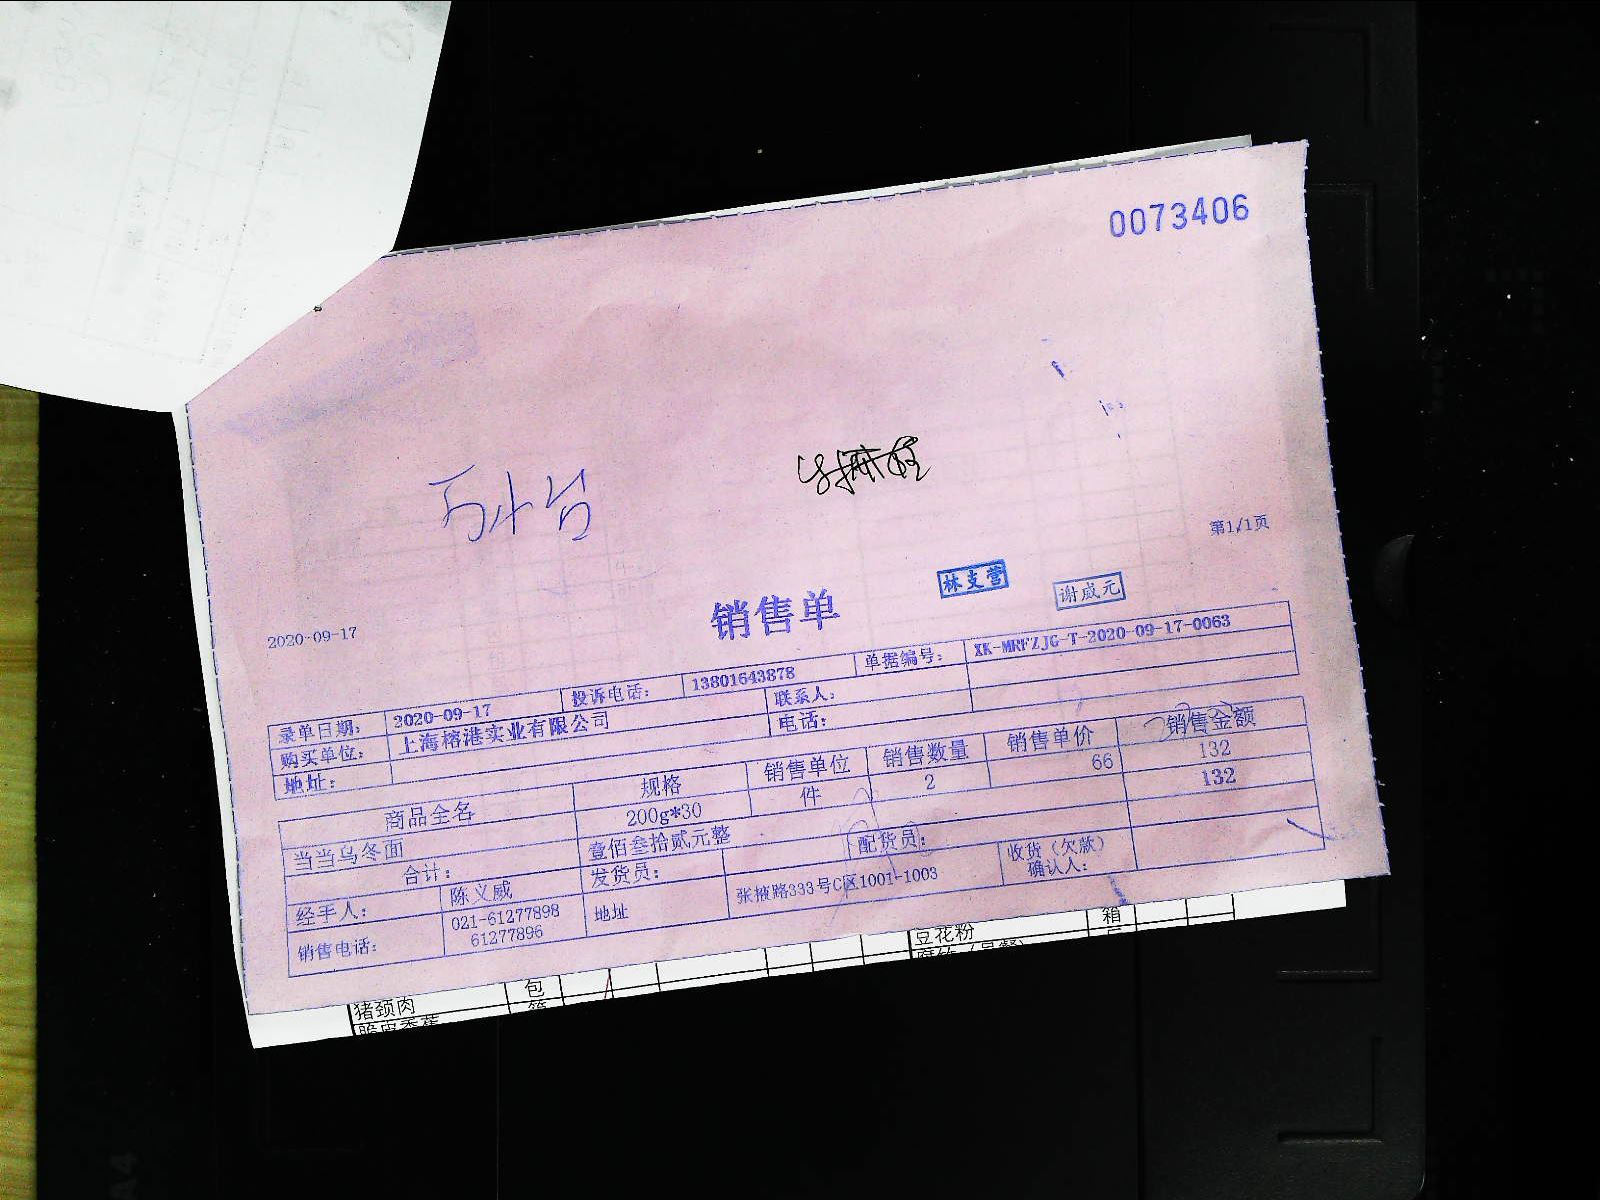 0073406
第1/1页
林支营
谢成元
销售单
2020-09-17
录单日期: 2020-09-17 投诉电话: 13801643878 单据编号: XK-MRFZJG-T-2020-09-17-0063
购买单位: 上海榕港实业有限公司 联系人:
地址: 电话:
商品全名 规格 销售单位 销售数量 销售单价 销售金额
当当乌冬面 200g*30 件 2 66 132
合计: 壹佰叁拾贰元整 132
经手人: 陈义威 发货员: 配货员:
销售电话: 021-61277898 61277896 地址 张掖路333号C区1001-1003 收货(欠款)确认人:
豆花粉 箱
猪颈肉 包